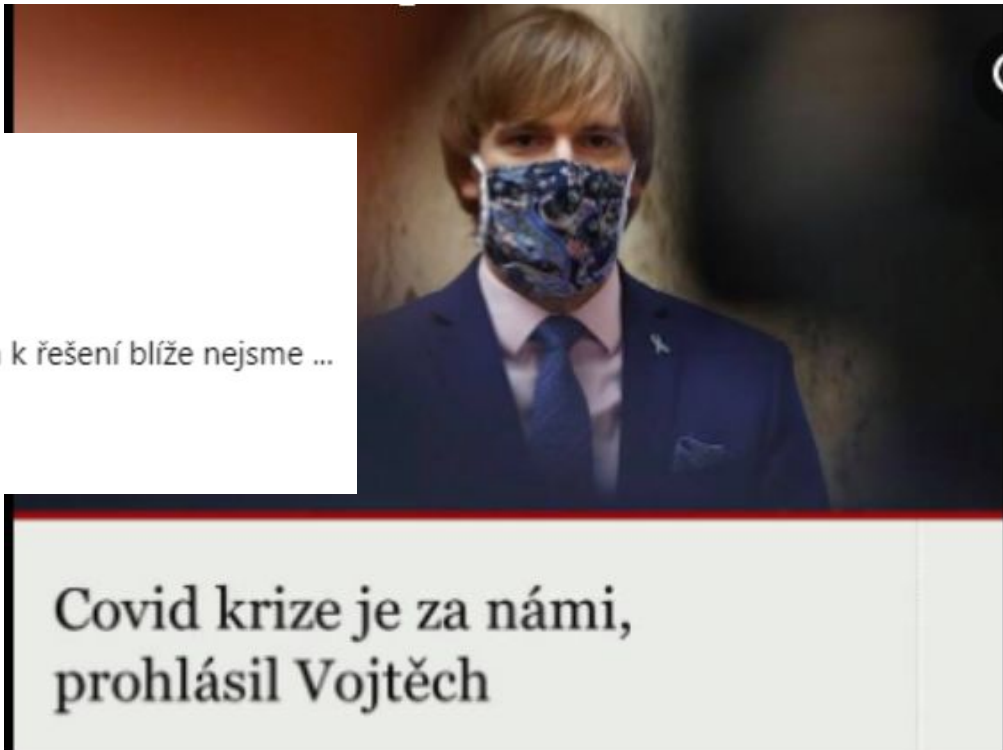 k řešení blíže nejsme ...
Covid krize je za námi,
prohlásil Vojtěch